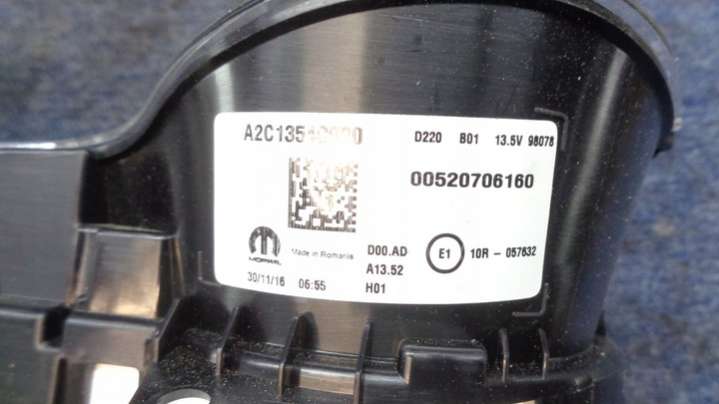 D220 B01 13.5V 98078
00520706160
MOPAR
Made in Romania
D00.AD
E1 10R - 057632
A13.52
30/11/16 06:55
H01